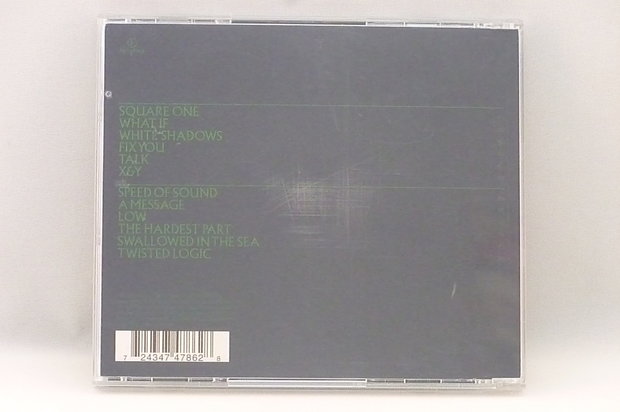 SQUARE ONE
WHAT IF
WHITE SHADOWS
FIX YOU
TALK
X&Y
SPEED OF SOUND
A MESSAGE
LOW
THE HARDEST PART
SWALLOWED IN THE SEA
TWISTED LOGIC
7 24347 47862 8